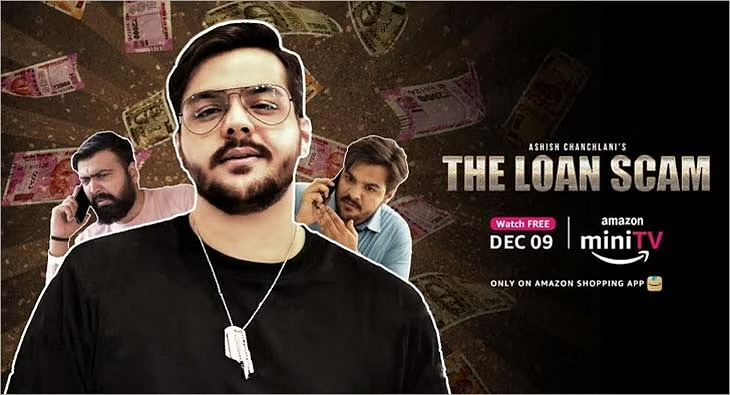 ASHISH CHANCHLANI'S
THE LOAN SCAM
Watch FREE
DEC 09
amazon
miniTV
ONLY ON AMAZON SHOPPING APP